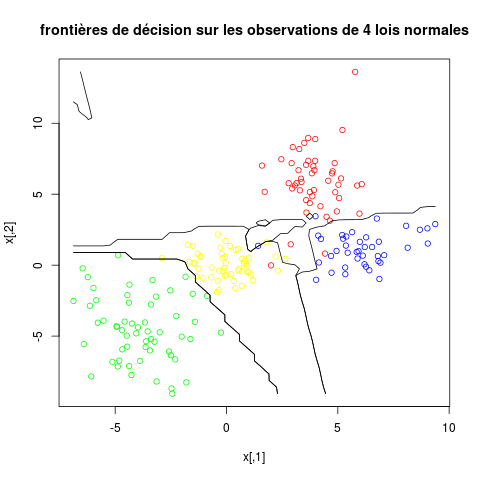 frontières de décision sur les observations de 4 lois normales
10
5
0
-5
x[,2]
-5
0
5
10
x[,1]